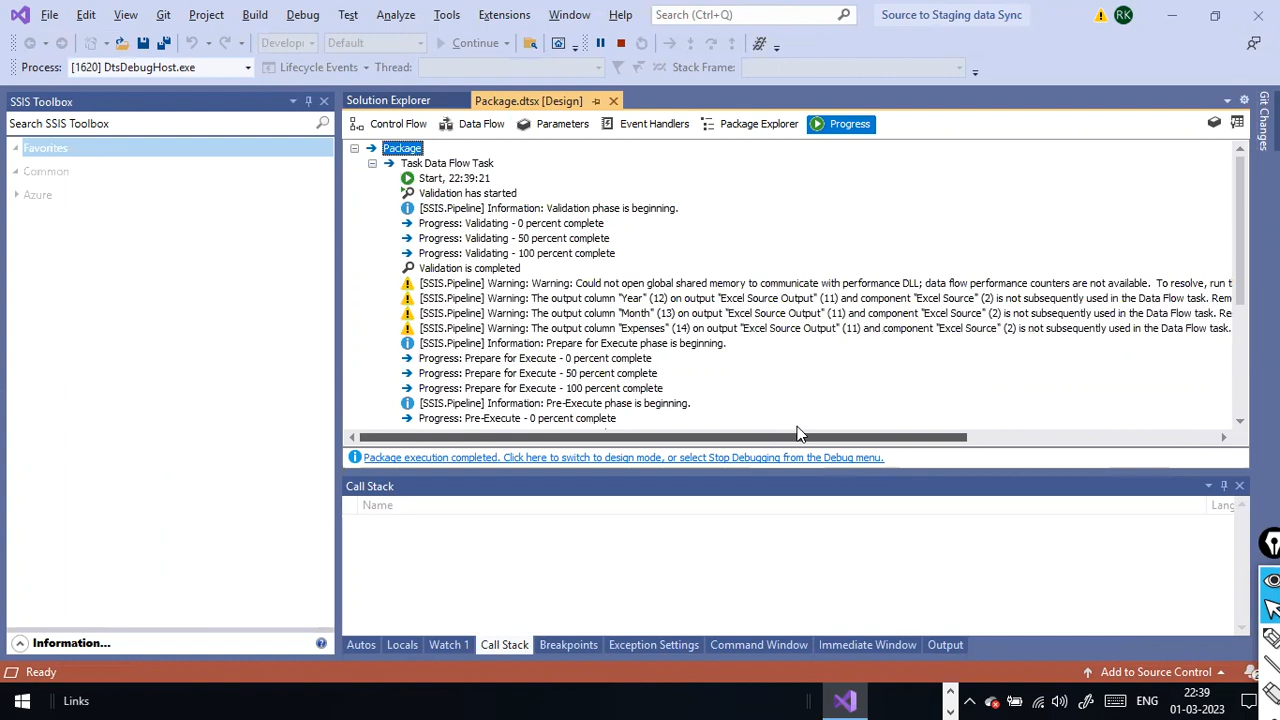 File Edit View Git Project Build Debug Test Analyze Tools Extensions Window Help Search (Ctrl+Q) Source to Staging data Sync RK
Developi Default Continue
Process: [1620] DtsDebugHost.exe Lifecycle Events Thread: Stack Frame:
SSIS Toolbox
Search SSIS Toolbox
Favorites
Common
Azure
Information...
Solution Explorer Package.dtsx [Design]
Control Flow Data Flow Parameters Event Handlers Package Explorer Progress
Package
Task Data Flow Task
Start, 22:39:21
Validation has started
[SSIS.Pipeline] Information: Validation phase is beginning.
Progress: Validating - 0 percent complete
Progress: Validating - 50 percent complete
Progress: Validating - 100 percent complete
Validation is completed
[SSIS.Pipeline] Warning: Warning: Could not open global shared memory to communicate with performance DLL; data flow performance counters are not available. To resolve, run t
[SSIS.Pipeline] Warning: The output column "Year" (12) on output "Excel Source Output" (11) and component "Excel Source" (2) is not subsequently used in the Data Flow task. Rem
[SSIS.Pipeline] Warning: The output column "Month" (13) on output "Excel Source Output" (11) and component "Excel Source" (2) is not subsequently used in the Data Flow task. Re
[SSIS.Pipeline] Warning: The output column "Expenses" (14) on output "Excel Source Output" (11) and component "Excel Source" (2) is not subsequently used in the Data Flow task.
[SSIS.Pipeline] Information: Prepare for Execute phase is beginning.
Progress: Prepare for Execute - 0 percent complete
Progress: Prepare for Execute - 50 percent complete
Progress: Prepare for Execute - 100 percent complete
[SSIS.Pipeline] Information: Pre-Execute phase is beginning.
Progress: Pre-Execute - 0 percent complete
Package execution completed. Click here to switch to design mode, or select Stop Debugging from the Debug menu.
Call Stack
Name Lang
Autos Locals Watch 1 Call Stack Breakpoints Exception Settings Command Window Immediate Window Output
Git Changes
Ready Add to Source Control 2
Links ENG 22:39
01-03-2023